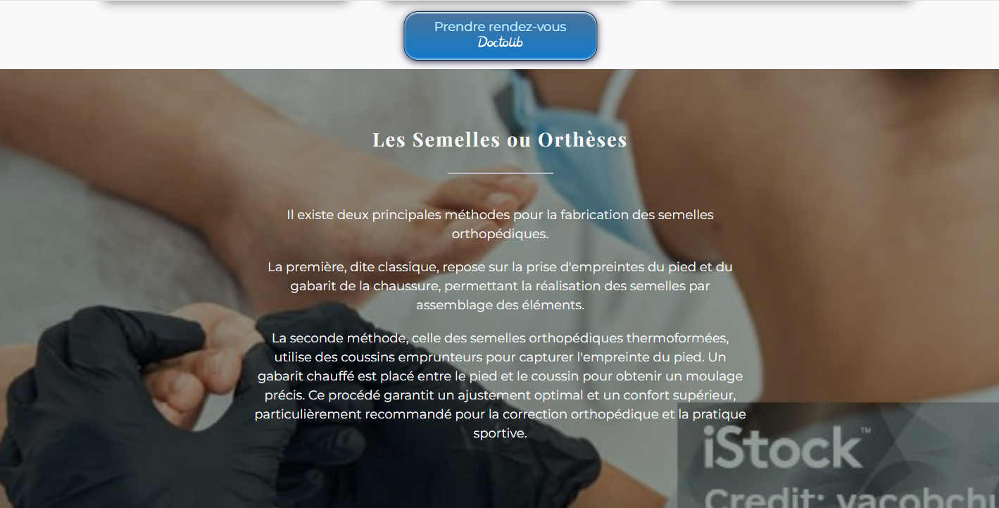 Prendre rendez-vous
Doctolib
Les Semelles ou Orthèses
Il existe deux principales méthodes pour la fabrication des semelles
orthopédiques.
La première, dite classique, repose sur la prise d'empreintes du pied et du
gabarit de la chaussure, permettant la réalisation des semelles par
assemblage des éléments.
La seconde méthode, celle des semelles orthopédiques thermoformées,
utilise des coussins emprunteurs pour capturer l'empreinte du pied. Un
gabarit chauffé est placé entre le pied et le coussin pour obtenir un moulage
précis. Ce procédé garantit un ajustement optimal et un confort supérieur,
particulièrement recommandé pour la correction orthopédique et la pratique
sportive.
iStock™
Credit: